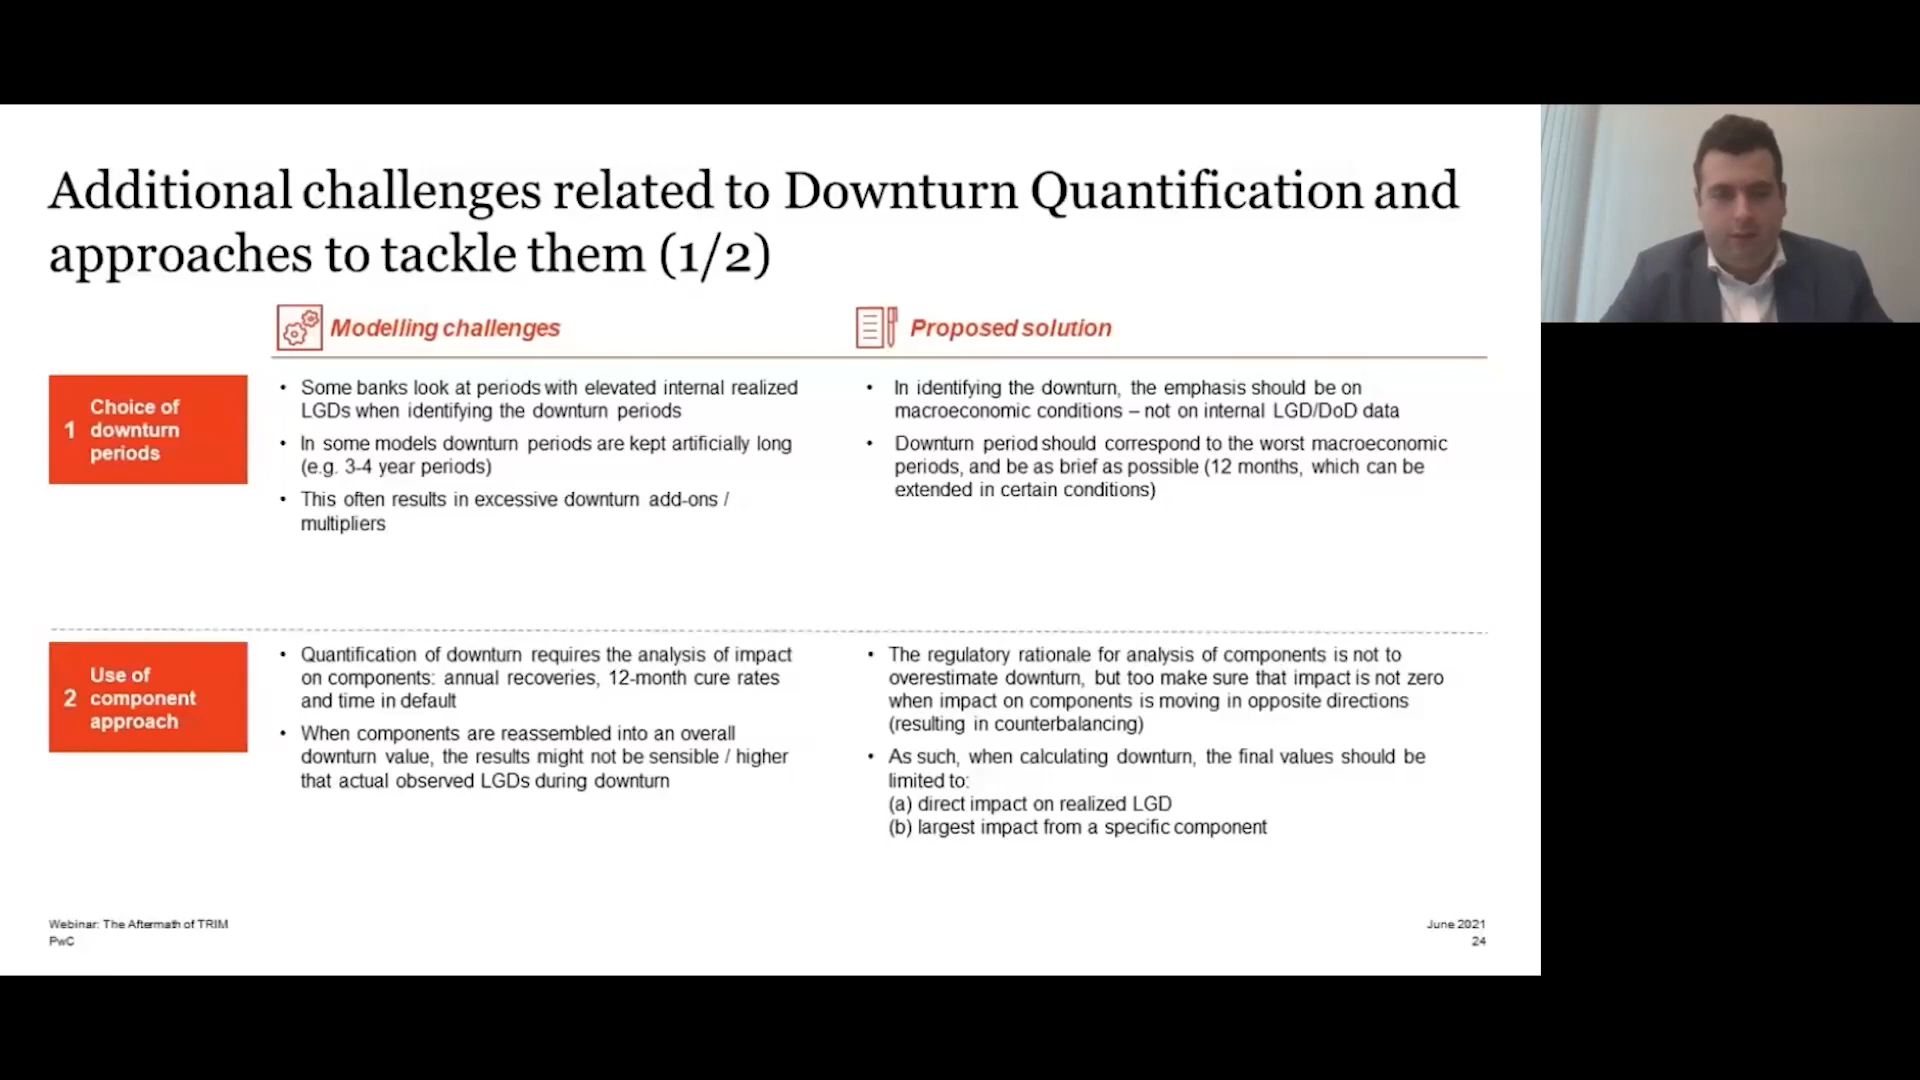 Additional challenges related to Downturn Quantification and
approaches to tackle them (1/2)
Modelling challenges
Proposed solution
1 Choice of
downturn
periods
• Some banks look at periods with elevated internal realized
LGDs when identifying the downturn periods
• In some models downturn periods are kept artificially long
(e.g. 3-4 year periods)
• This often results in excessive downturn add-ons /
multipliers
• In identifying the downturn, the emphasis should be on
macroeconomic conditions – not on internal LGD/DoD data
• Downturn period should correspond to the worst macroeconomic
periods, and be as brief as possible (12 months, which can be
extended in certain conditions)
2 Use of
component
approach
• Quantification of downturn requires the analysis of impact
on components: annual recoveries, 12-month cure rates
and time in default
• When components are reassembled into an overall
downturn value, the results might not be sensible / higher
that actual observed LGDs during downturn
• The regulatory rationale for analysis of components is not to
overestimate downturn, but too make sure that impact is not zero
when impact on components is moving in opposite directions
(resulting in counterbalancing)
• As such, when calculating downturn, the final values should be
limited to:
(a) direct impact on realized LGD
(b) largest impact from a specific component
Webinar: The Aftermath of TRIM
PwC
June 2021
24